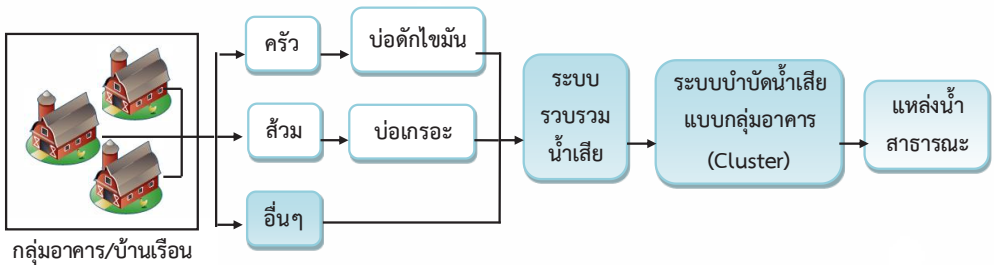 กลุ่มอาคาร/บ้านเรือน
ครัว
บ่อดักไขมัน
ส้วม
บ่อเกรอะ
อื่นๆ
ระบบ
รวบรวม
น้ำเสีย
ระบบบำบัดน้ำเสีย
แบบกลุ่มอาคาร
(Cluster)
แหล่งน้ำ
สาธารณะ